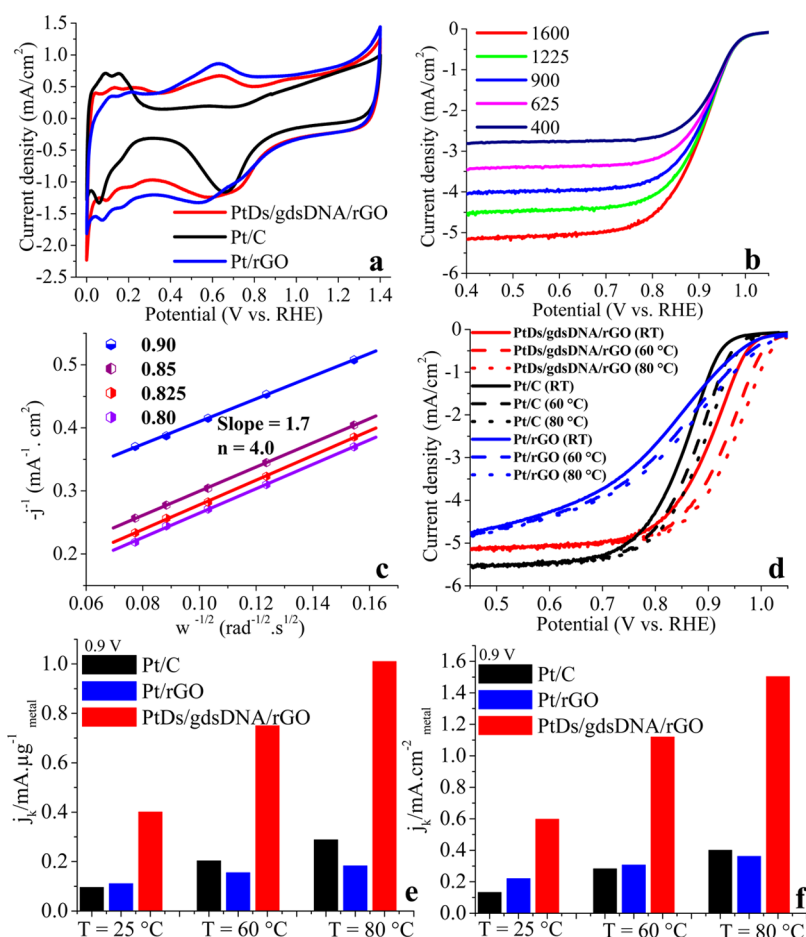 1.5
1.0
0.5
0.0
-0.5
-1.0
-1.5
-2.0
-2.5
Current density (mA/cm²)
PtDs/gdsDNA/rGO
Pt/C
Pt/rGO
a
0.0 0.2 0.4 0.6 0.8 1.0 1.2 1.4
Potential (V vs. RHE)
0
-1
-2
-3
-4
-5
-6
Current density (mA/cm²)
1600
1225
900
625
400
b
0.4 0.5 0.6 0.7 0.8 0.9 1.0
Potential (V vs. RHE)
0.5
0.4
0.3
0.2
-j⁻¹ (mA⁻¹. cm²)
0.90
0.85
0.825
0.80
Slope = 1.7
n = 4.0
c
0.06 0.08 0.10 0.12 0.14 0.16
w ⁻¹/² (rad⁻¹/².s¹/²)
0
-1
-2
-3
-4
-5
-6
Current density (mA/cm²)
PtDs/gdsDNA/rGO (RT)
PtDs/gdsDNA/rGO (60 °C)
PtDs/gdsDNA/rGO (80 °C)
Pt/C (RT)
Pt/C (60 °C)
Pt/C (80 °C)
Pt/rGO (RT)
Pt/rGO (60 °C)
Pt/rGO (80 °C)
d
0.5 0.6 0.7 0.8 0.9 1.0
Potential (V vs. RHE)
0.9 V
1.0
0.8
0.6
0.4
0.2
0.0
jk/mA.µg⁻¹ metal
Pt/C
Pt/rGO
PtDs/gdsDNA/rGO
e
T = 25 °C T = 60 °C T = 80 °C
0.9 V
1.6
1.4
1.2
1.0
0.8
0.6
0.4
0.2
0.0
jk/mA.cm⁻² metal
Pt/C
Pt/rGO
PtDs/gdsDNA/rGO
f
T = 25 °C T = 60 °C T = 80 °C